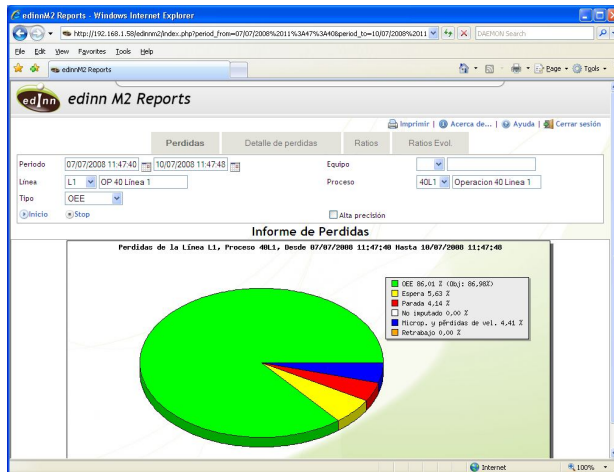 edinnM2 Reports - Windows Internet Explorer
http://192.168.1.58/edinnm2/index.php?period_from=07/07/2008%2011%3A47%3A40&period_to=10/07/2008%2011
DAEMON Search
File Edit View Favorites Tools Help
edinnM2 Reports
Page Tools
edinn edinn M2 Reports
Imprimir | Acerca de... | Ayuda | Cerrar sesión
Perdidas Detalle de perdidas Ratios Ratios Evol.
Periodo 07/07/2008 11:47:40 10/07/2008 11:47:48 Equipo
Línea L1 OP 40 Línea 1 Proceso 40L1 Operacion 40 Linea 1
Tipo OEE
Inicio Stop Alta precisión
Informe de Perdidas
Perdidas de la Línea L1, Proceso 40L1, Desde 07/07/2008 11:47:40 Hasta 10/07/2008 11:47:48
OEE 86,01 % (Obj: 86,98%)
Espera 5,63 %
Parada 4,14 %
No imputado 0,00 %
Microp. y pérdidas de vel. 4,41 %
Retrabajo 0,00 %
Internet 100%